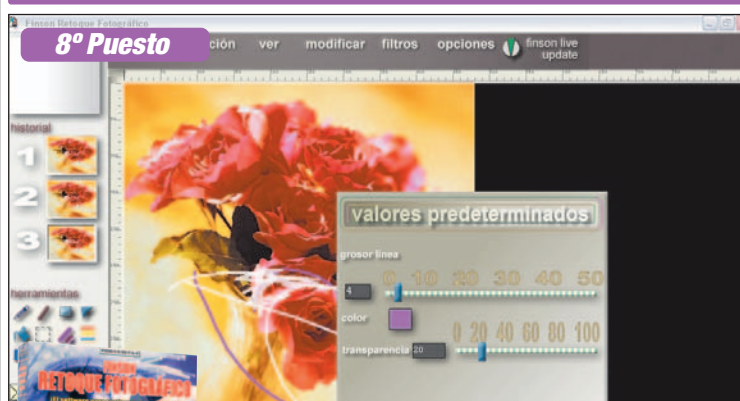 Finson Retoque Fotográfico
8º Puesto
ción ver modificar filtros opciones finson live
update
historial
1
2
3
valores predeterminados
grosor línea
0 10 20 30 40 50
4
color
0 20 40 60 80 100
transparencia 20
herramientas
FINSON
RETOQUE FOTOGRÁFICO